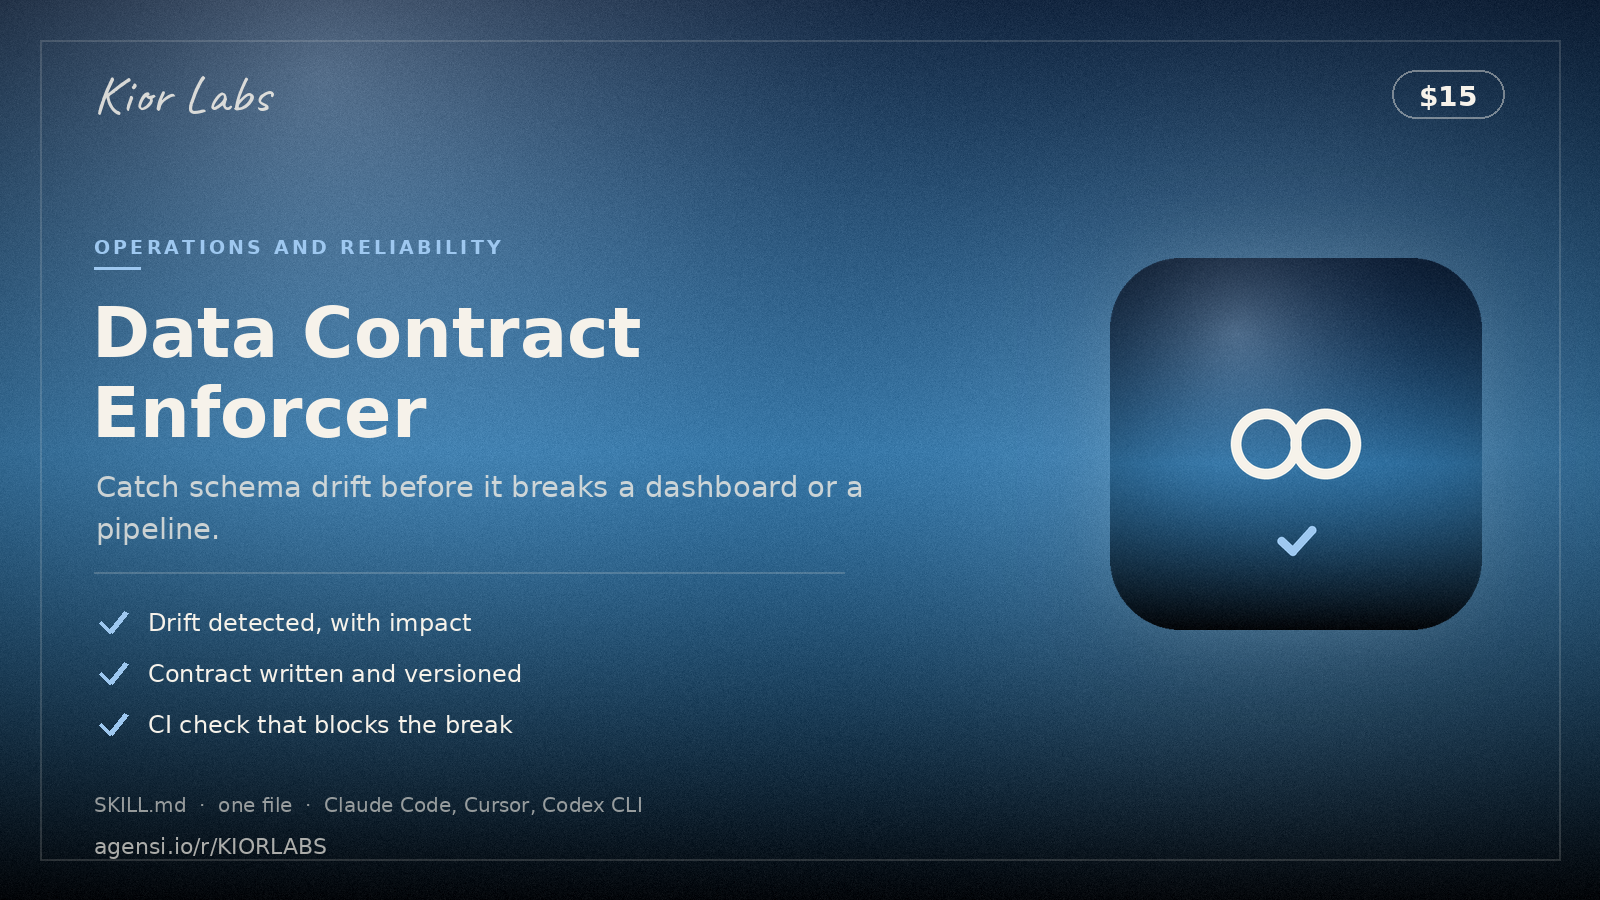 Kior Labs
$15
OPERATIONS AND RELIABILITY
Data Contract
Enforcer
Catch schema drift before it breaks a dashboard or a
pipeline.
Drift detected, with impact
Contract written and versioned
CI check that blocks the break
SKILL.md · one file · Claude Code, Cursor, Codex CLI
agensi.io/r/KIORLABS